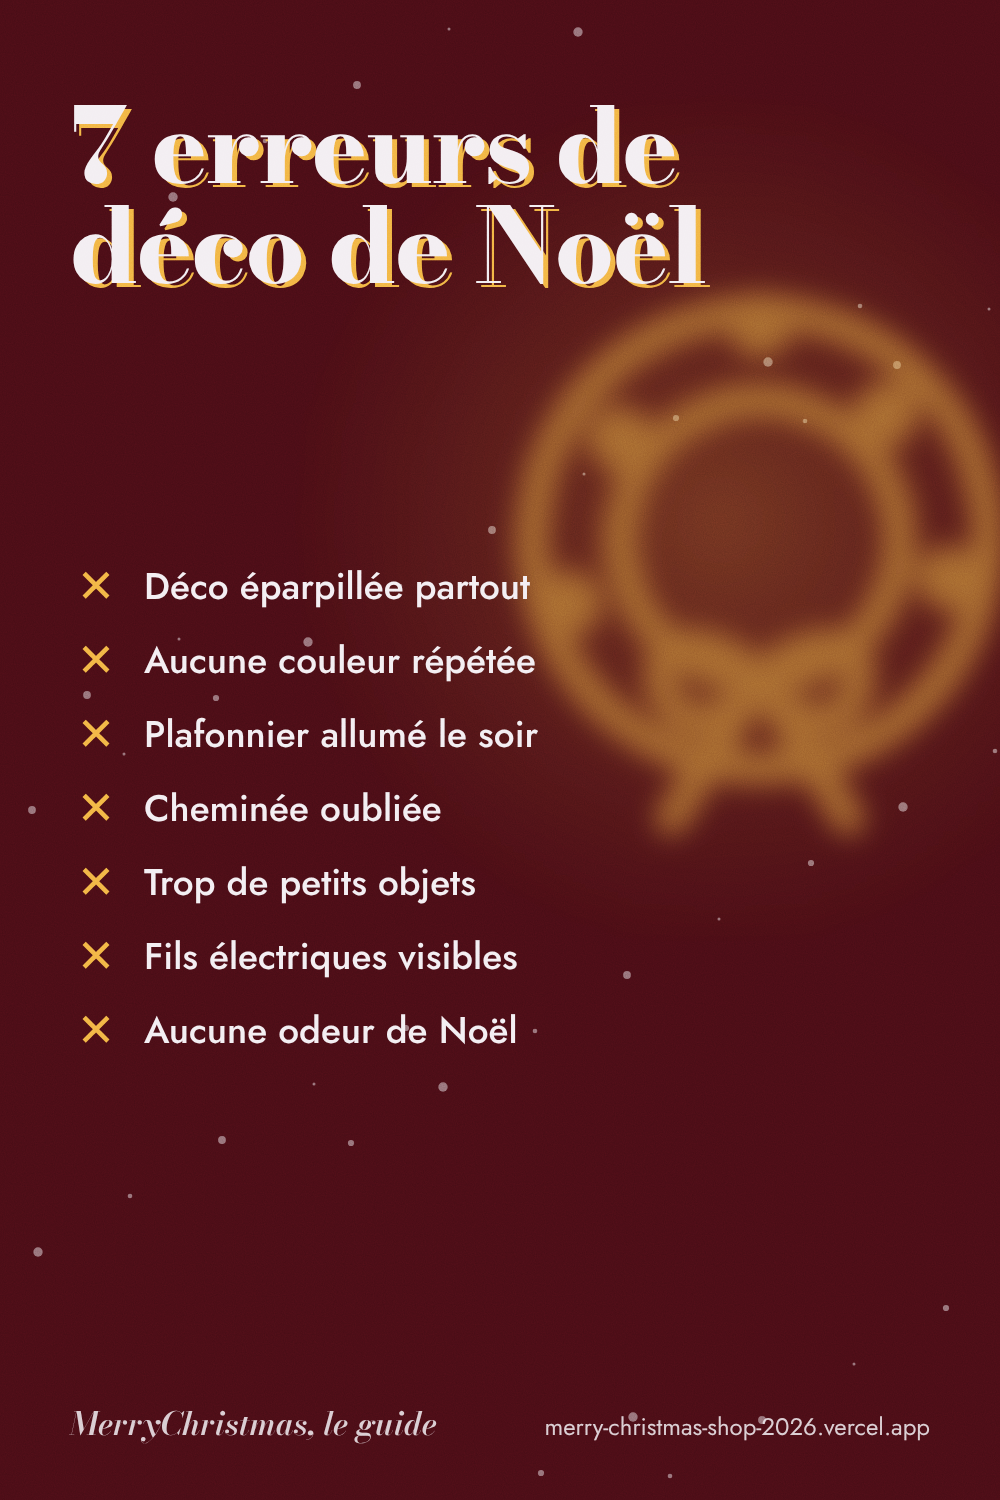 7 erreurs de
déco de Noël
✕ Déco éparpillée partout
✕ Aucune couleur répétée
✕ Plafonnier allumé le soir
✕ Cheminée oubliée
✕ Trop de petits objets
✕ Fils électriques visibles
✕ Aucune odeur de Noël
MerryChristmas, le guide
merry-christmas-shop-2026.vercel.app